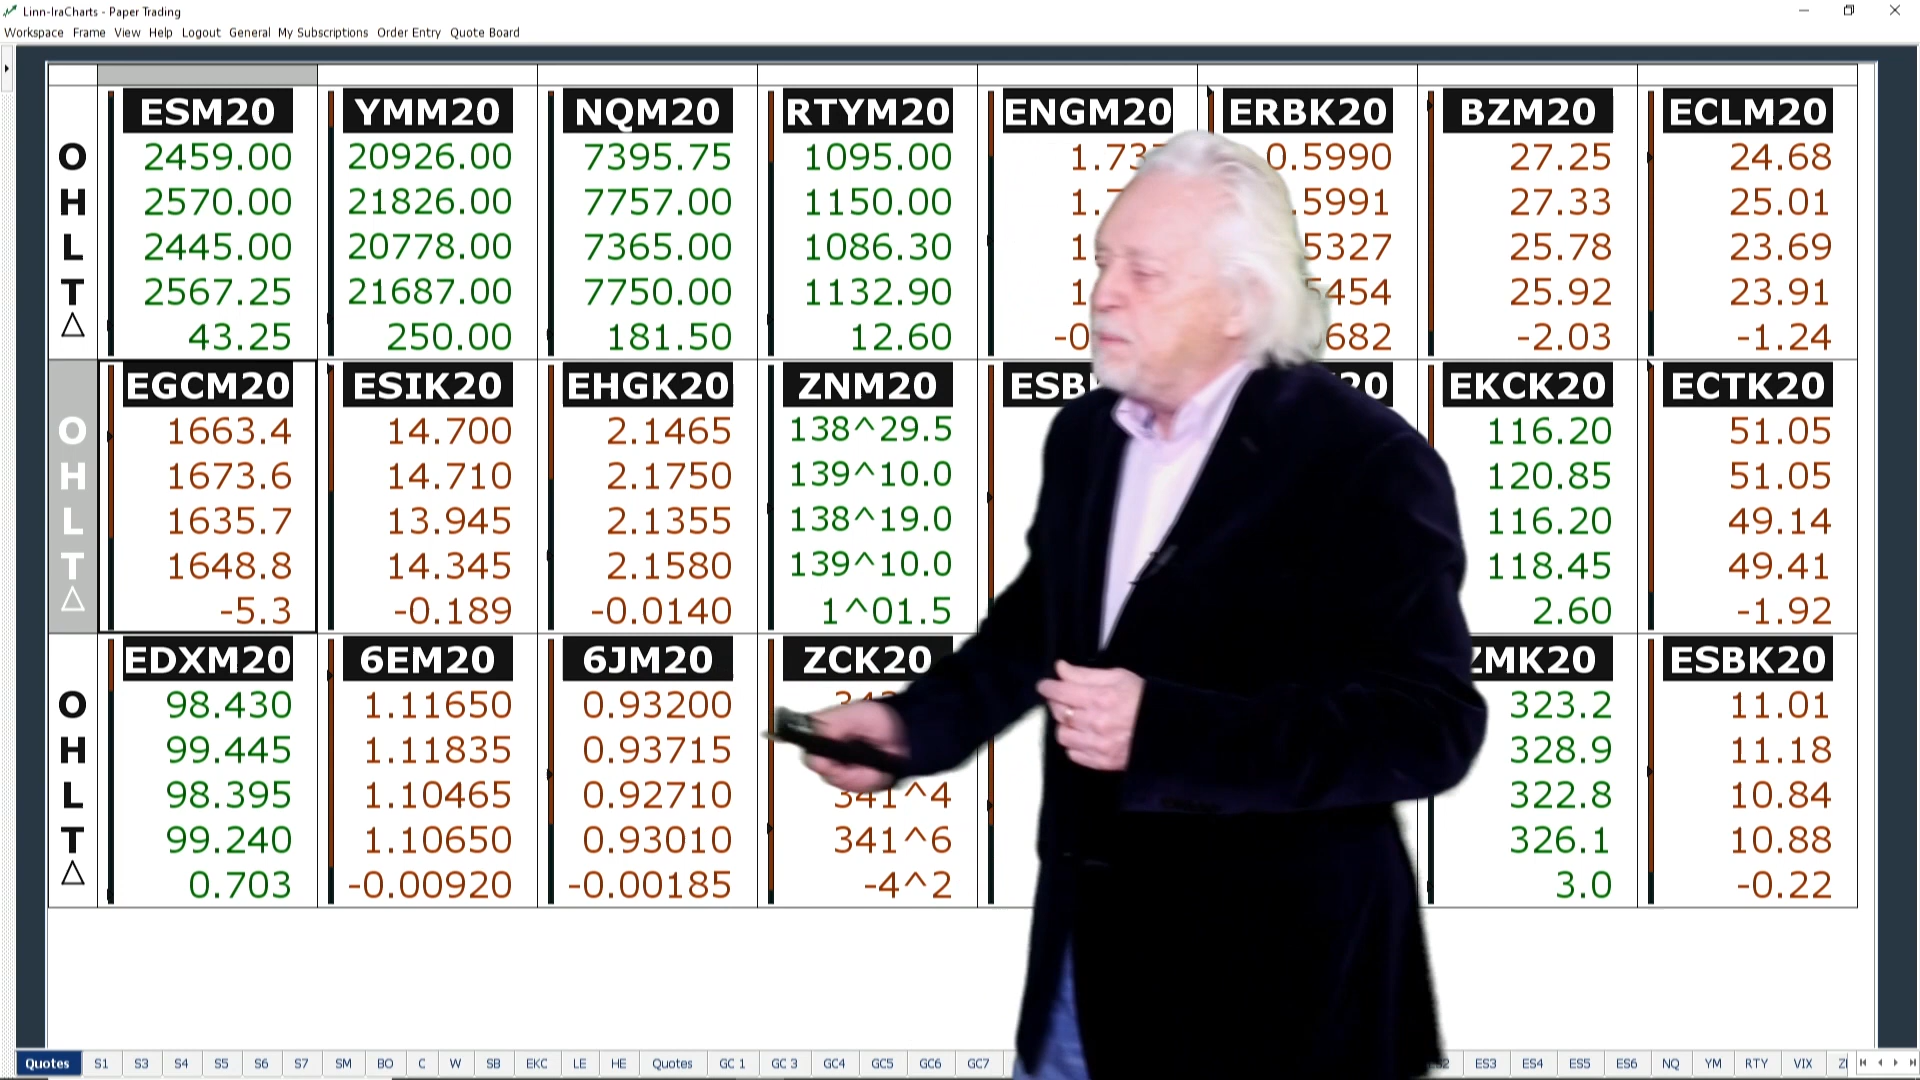 Linn-IraCharts - Paper Trading
Workspace Frame View Help Logout General My Subscriptions Order Entry Quote Board
ESM20 YMM20 NQM20 RTYM20 ENGM20 ERBK20 BZM20 ECLM20
O 2459.00 20926.00 7395.75 1095.00 0.5990 27.25 24.68
H 2570.00 21826.00 7757.00 1150.00 .5991 27.33 25.01
L 2445.00 20778.00 7365.00 1086.30 5327 25.78 23.69
T 2567.25 21687.00 7750.00 1132.90 5454 25.92 23.91
△ 43.25 250.00 181.50 12.60 -0 682 -2.03 -1.24
EGCM20 ESIK20 EHGK20 ZNM20 EKCK20 ECTK20
O 1663.4 14.700 2.1465 138^29.5 116.20 51.05
H 1673.6 14.710 2.1750 139^10.0 120.85 51.05
L 1635.7 13.945 2.1355 138^19.0 116.20 49.14
T 1648.8 14.345 2.1580 139^10.0 118.45 49.41
△ -5.3 -0.189 -0.0140 1^01.5 2.60 -1.92
EDXM20 6EM20 6JM20 ZCK20 ZMK20 ESBK20
O 98.430 1.11650 0.93200 323.2 11.01
H 99.445 1.11835 0.93715 328.9 11.18
L 98.395 1.10465 0.92710 341^4 322.8 10.84
T 99.240 1.10650 0.93010 341^6 326.1 10.88
△ 0.703 -0.00920 -0.00185 -4^2 3.0 -0.22
Quotes S1 S3 S4 S5 S6 S7 SM BO C W SB EKC LE HE Quotes GC 1 GC 3 GC4 GC5 GC6 GC7 ES3 ES4 ES5 ES6 NQ YM RTY VIX